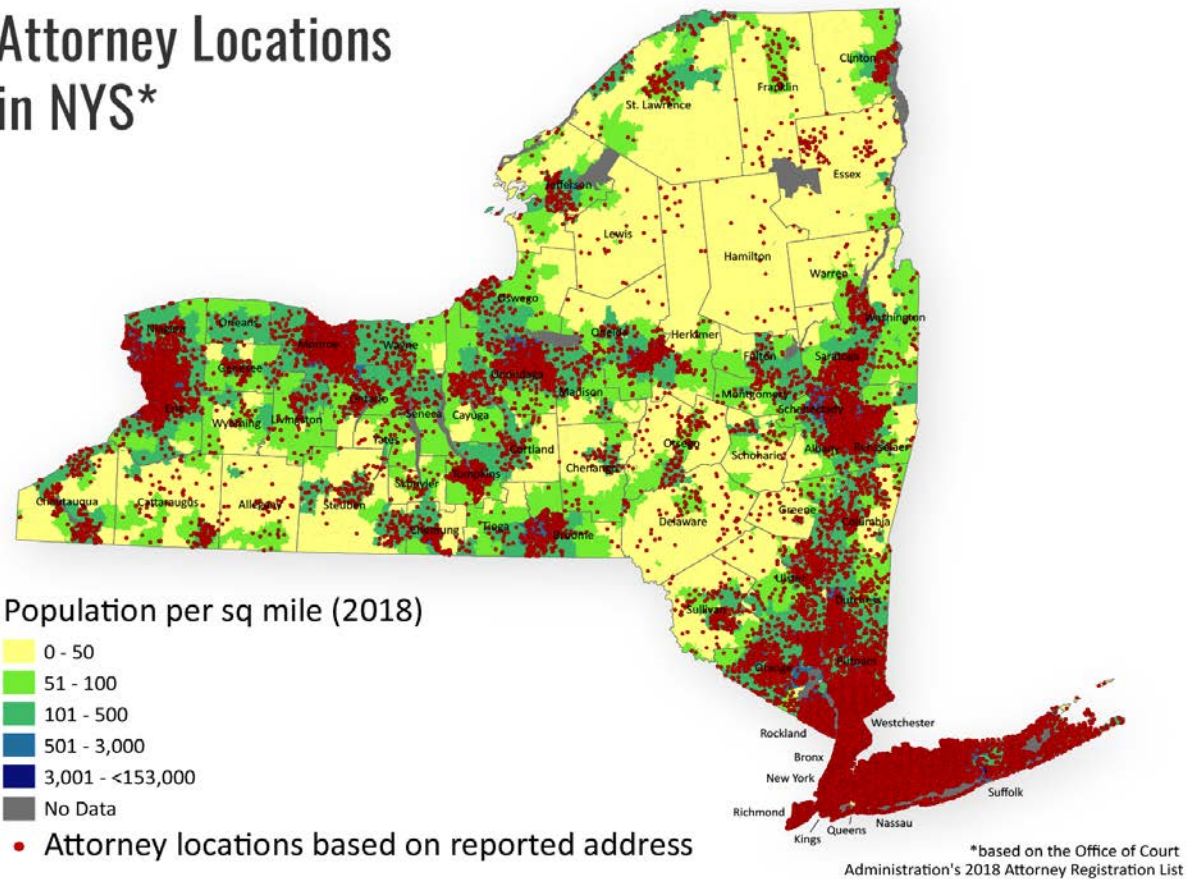 Attorney Locations
in NYS*
Clinton
Franklin
St. Lawrence
Essex
Jefferson
Lewis
Hamilton
Warren
Oswego
Washington
Niagara
Orleans
Oneida
Herkimer
Monroe
Wayne
Fulton
Saratoga
Genesee
Onondaga
Madison
Montgomery
Ontario
Schenectady
Erie
Seneca
Cayuga
Wyoming
Livingston
Yates
Otsego
Cortland
Albany
Rensselaer
Schoharie
Chenango
Tompkins
Schuyler
Chautauqua
Cattaraugus
Allegany
Steuben
Greene
Delaware
Columbia
Chemung
Tioga
Broome
Ulster
Dutchess
Sullivan
Orange
Putnam
Population per sq mile (2018)
0 - 50
51 - 100
101 - 500
501 - 3,000
3,001 - <153,000
No Data
Westchester
Rockland
Bronx
New York
Suffolk
Richmond
Nassau
Queens
Kings
Attorney locations based on reported address
*based on the Office of Court
Administration's 2018 Attorney Registration List